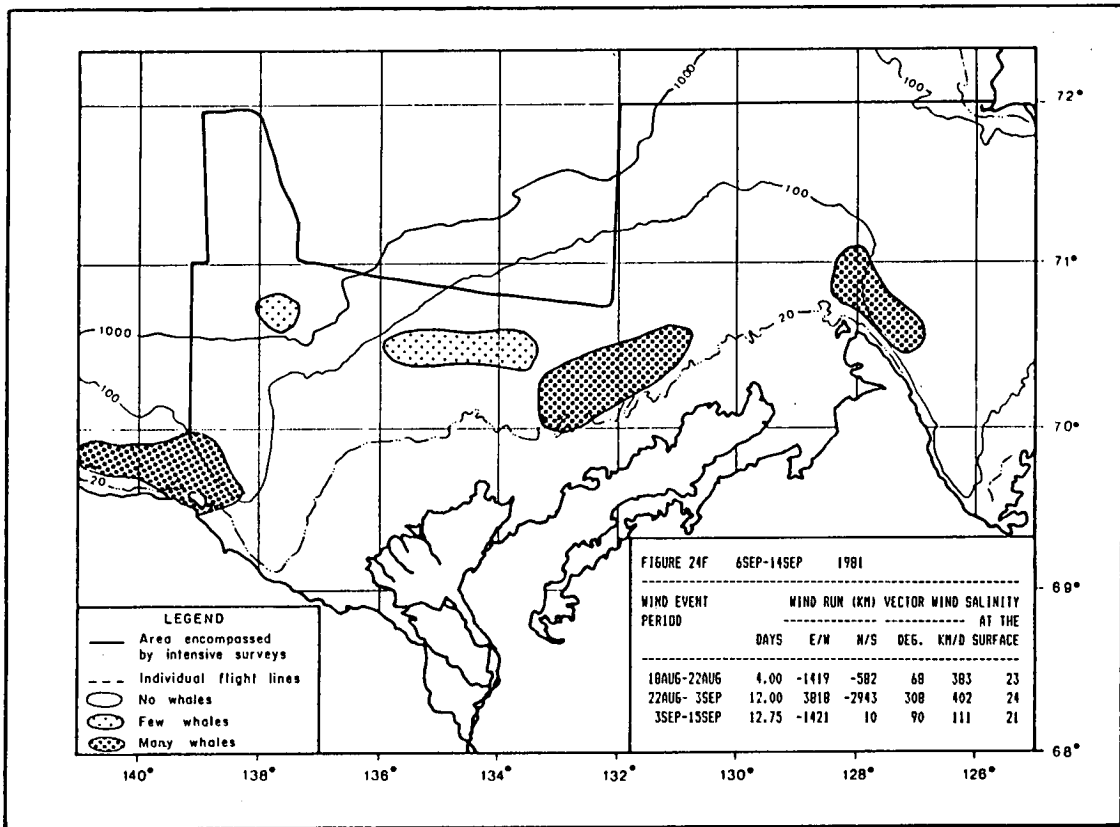 1000
100
72°
1000
100
71°
1000
20
100
70°
20
FIGURE 24F 6SEP-14SEP 1981
WIND EVENT WIND RUN (KM) VECTOR WIND SALINITY
PERIOD AT THE
DAYS E/W N/S DEG. KM/D SURFACE
18AUG-22AUG 4.00 -1419 -582 68 383 23
22AUG- 3SEP 12.00 3818 -2943 308 402 24
3SEP-15SEP 12.75 -1421 10 90 111 21
69°
LEGEND
Area encompassed
by intensive surveys
Individual flight lines
No whales
Few whales
Many whales
68°
140° 138° 136° 134° 132° 130° 128° 126°